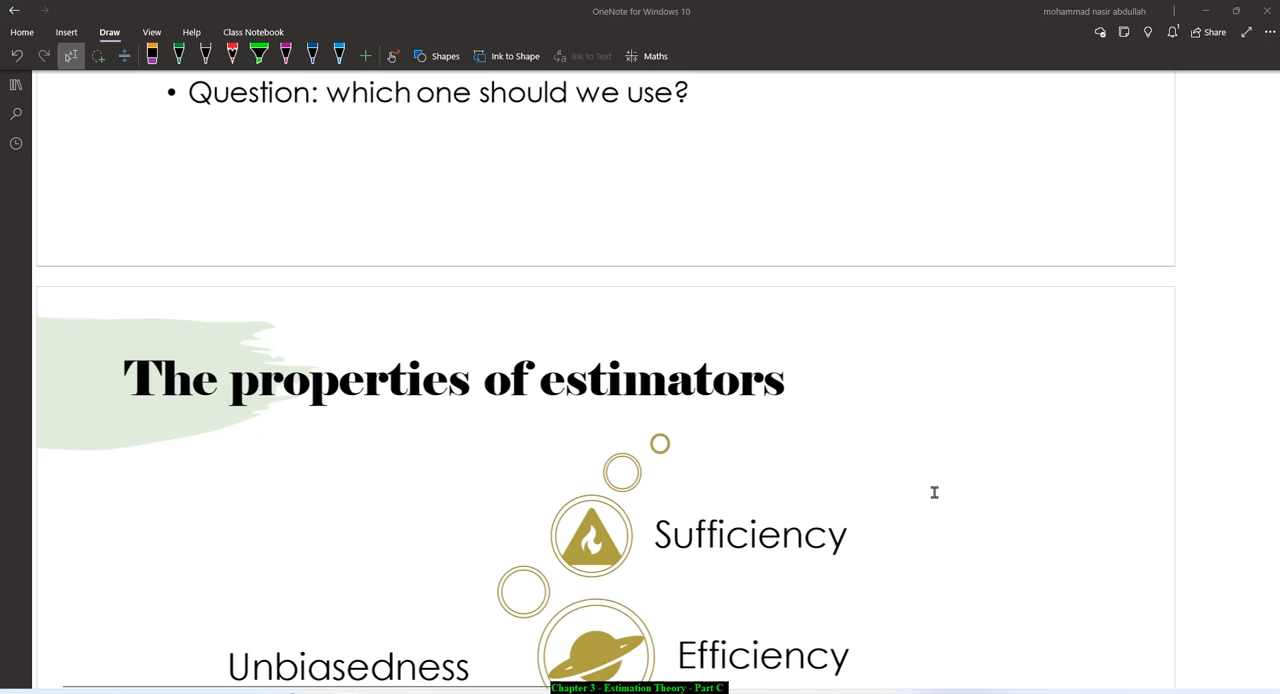 OneNote for Windows 10
mohammad nasir abdullah
Home Insert Draw View Help Class Notebook
1 Share
Shapes Ink to Shape Ink to Text Maths
• Question: which one should we use?
The properties of estimators
Sufficiency
Efficiency
Unbiasedness
Chapter 3 - Estimation Theory - Part C